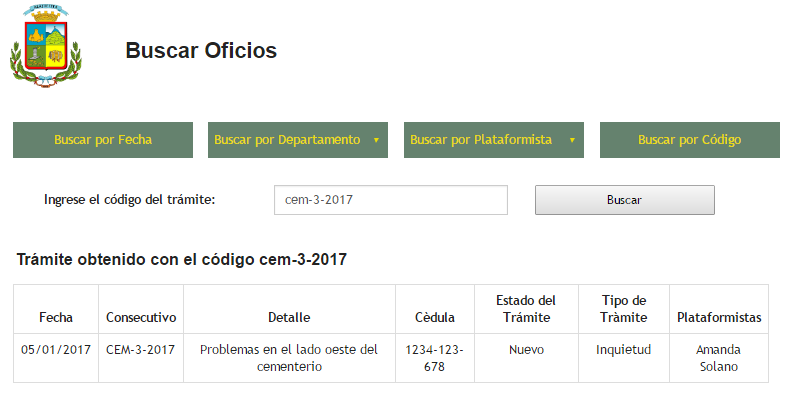 Buscar Oficios
Buscar por Fecha
Buscar por Departamento ▼
Buscar por Plataformista ▼
Buscar por Código
Ingrese el código del trámite:
cem-3-2017
Buscar
Trámite obtenido con el código cem-3-2017
Fecha
Consecutivo
Detalle
Cèdula
Estado del
Trámite
Tipo de
Tràmite
Plataformistas
05/01/2017
CEM-3-2017
Problemas en el lado oeste del
cementerio
1234-123-
678
Nuevo
Inquietud
Amanda
Solano